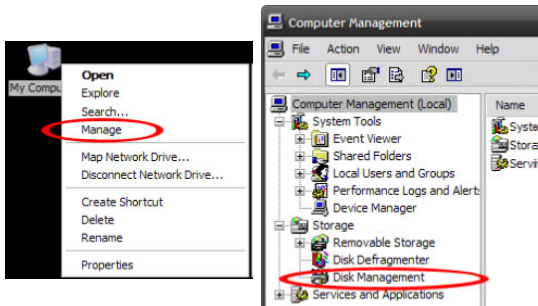 My Compu
Open
Explore
Search...
Manage
Map Network Drive...
Disconnect Network Drive...
Create Shortcut
Delete
Rename
Properties
Computer Management
File Action View Window Help
Computer Management (Local)
System Tools
Event Viewer
Shared Folders
Local Users and Groups
Performance Logs and Alert
Device Manager
Storage
Removable Storage
Disk Defragmenter
Disk Management
Services and Applications
Name
Syste
Stora
Servi